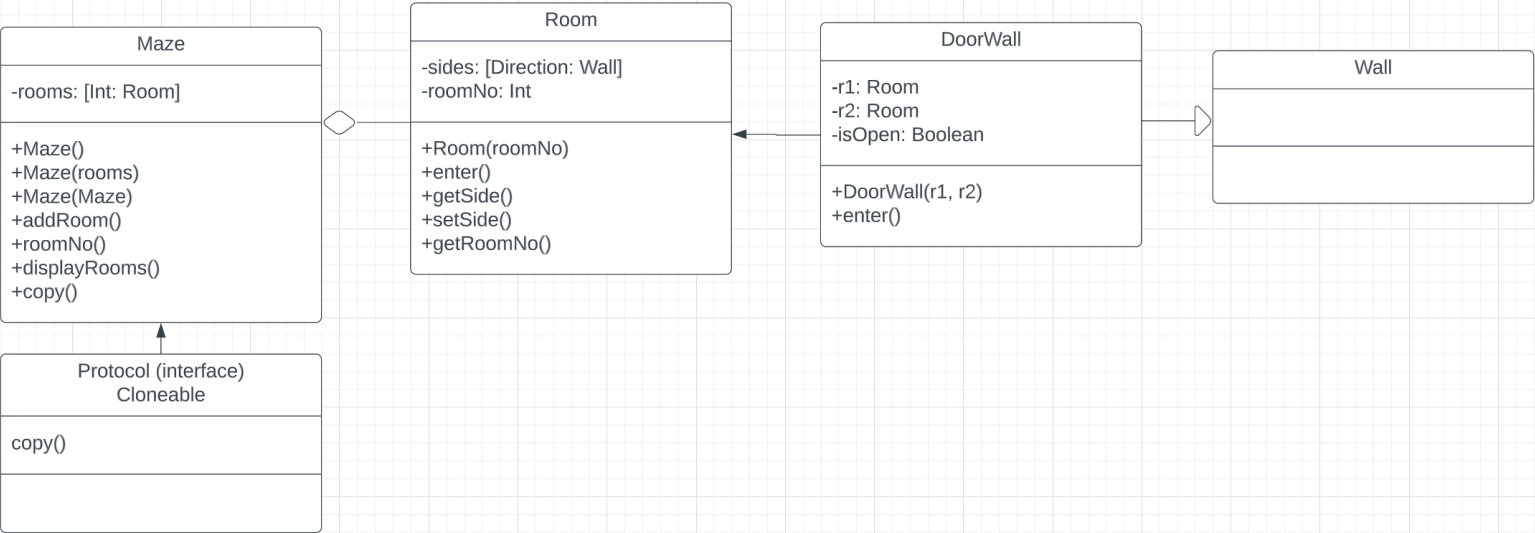 Maze
-rooms: [Int: Room]
+Maze()
+Maze(rooms)
+Maze(Maze)
+addRoom()
+roomNo()
+displayRooms()
+copy()
Protocol (interface)
Cloneable
copy()
Room
-sides: [Direction: Wall]
-roomNo: Int
+Room(roomNo)
+enter()
+getSide()
+setSide()
+getRoomNo()
DoorWall
-r1: Room
-r2: Room
-isOpen: Boolean
+DoorWall(r1, r2)
+enter()
Wall